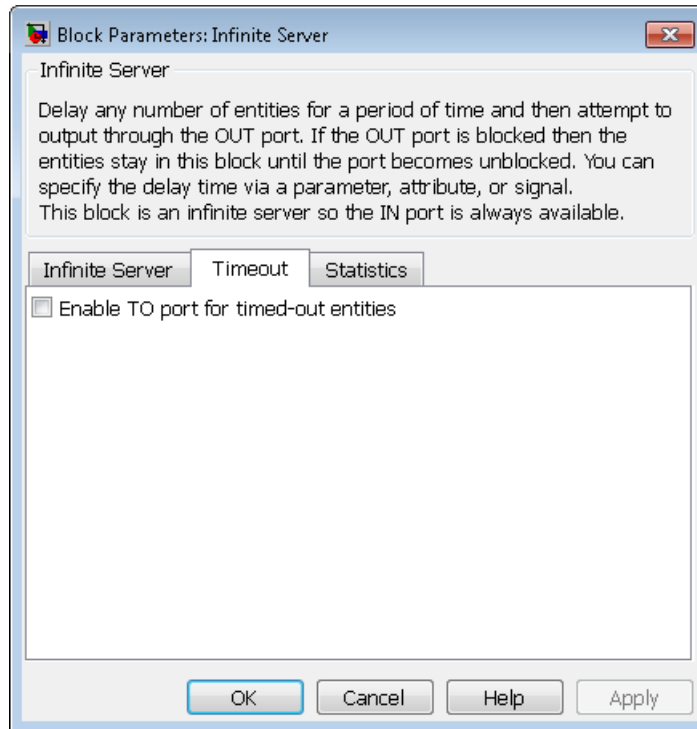 Block Parameters: Infinite Server
Infinite Server
Delay any number of entities for a period of time and then attempt to
output through the OUT port. If the OUT port is blocked then the
entities stay in this block until the port becomes unblocked. You can
specify the delay time via a parameter, attribute, or signal.
This block is an infinite server so the IN port is always available.
Infinite Server Timeout Statistics
Enable TO port for timed-out entities
OK Cancel Help Apply